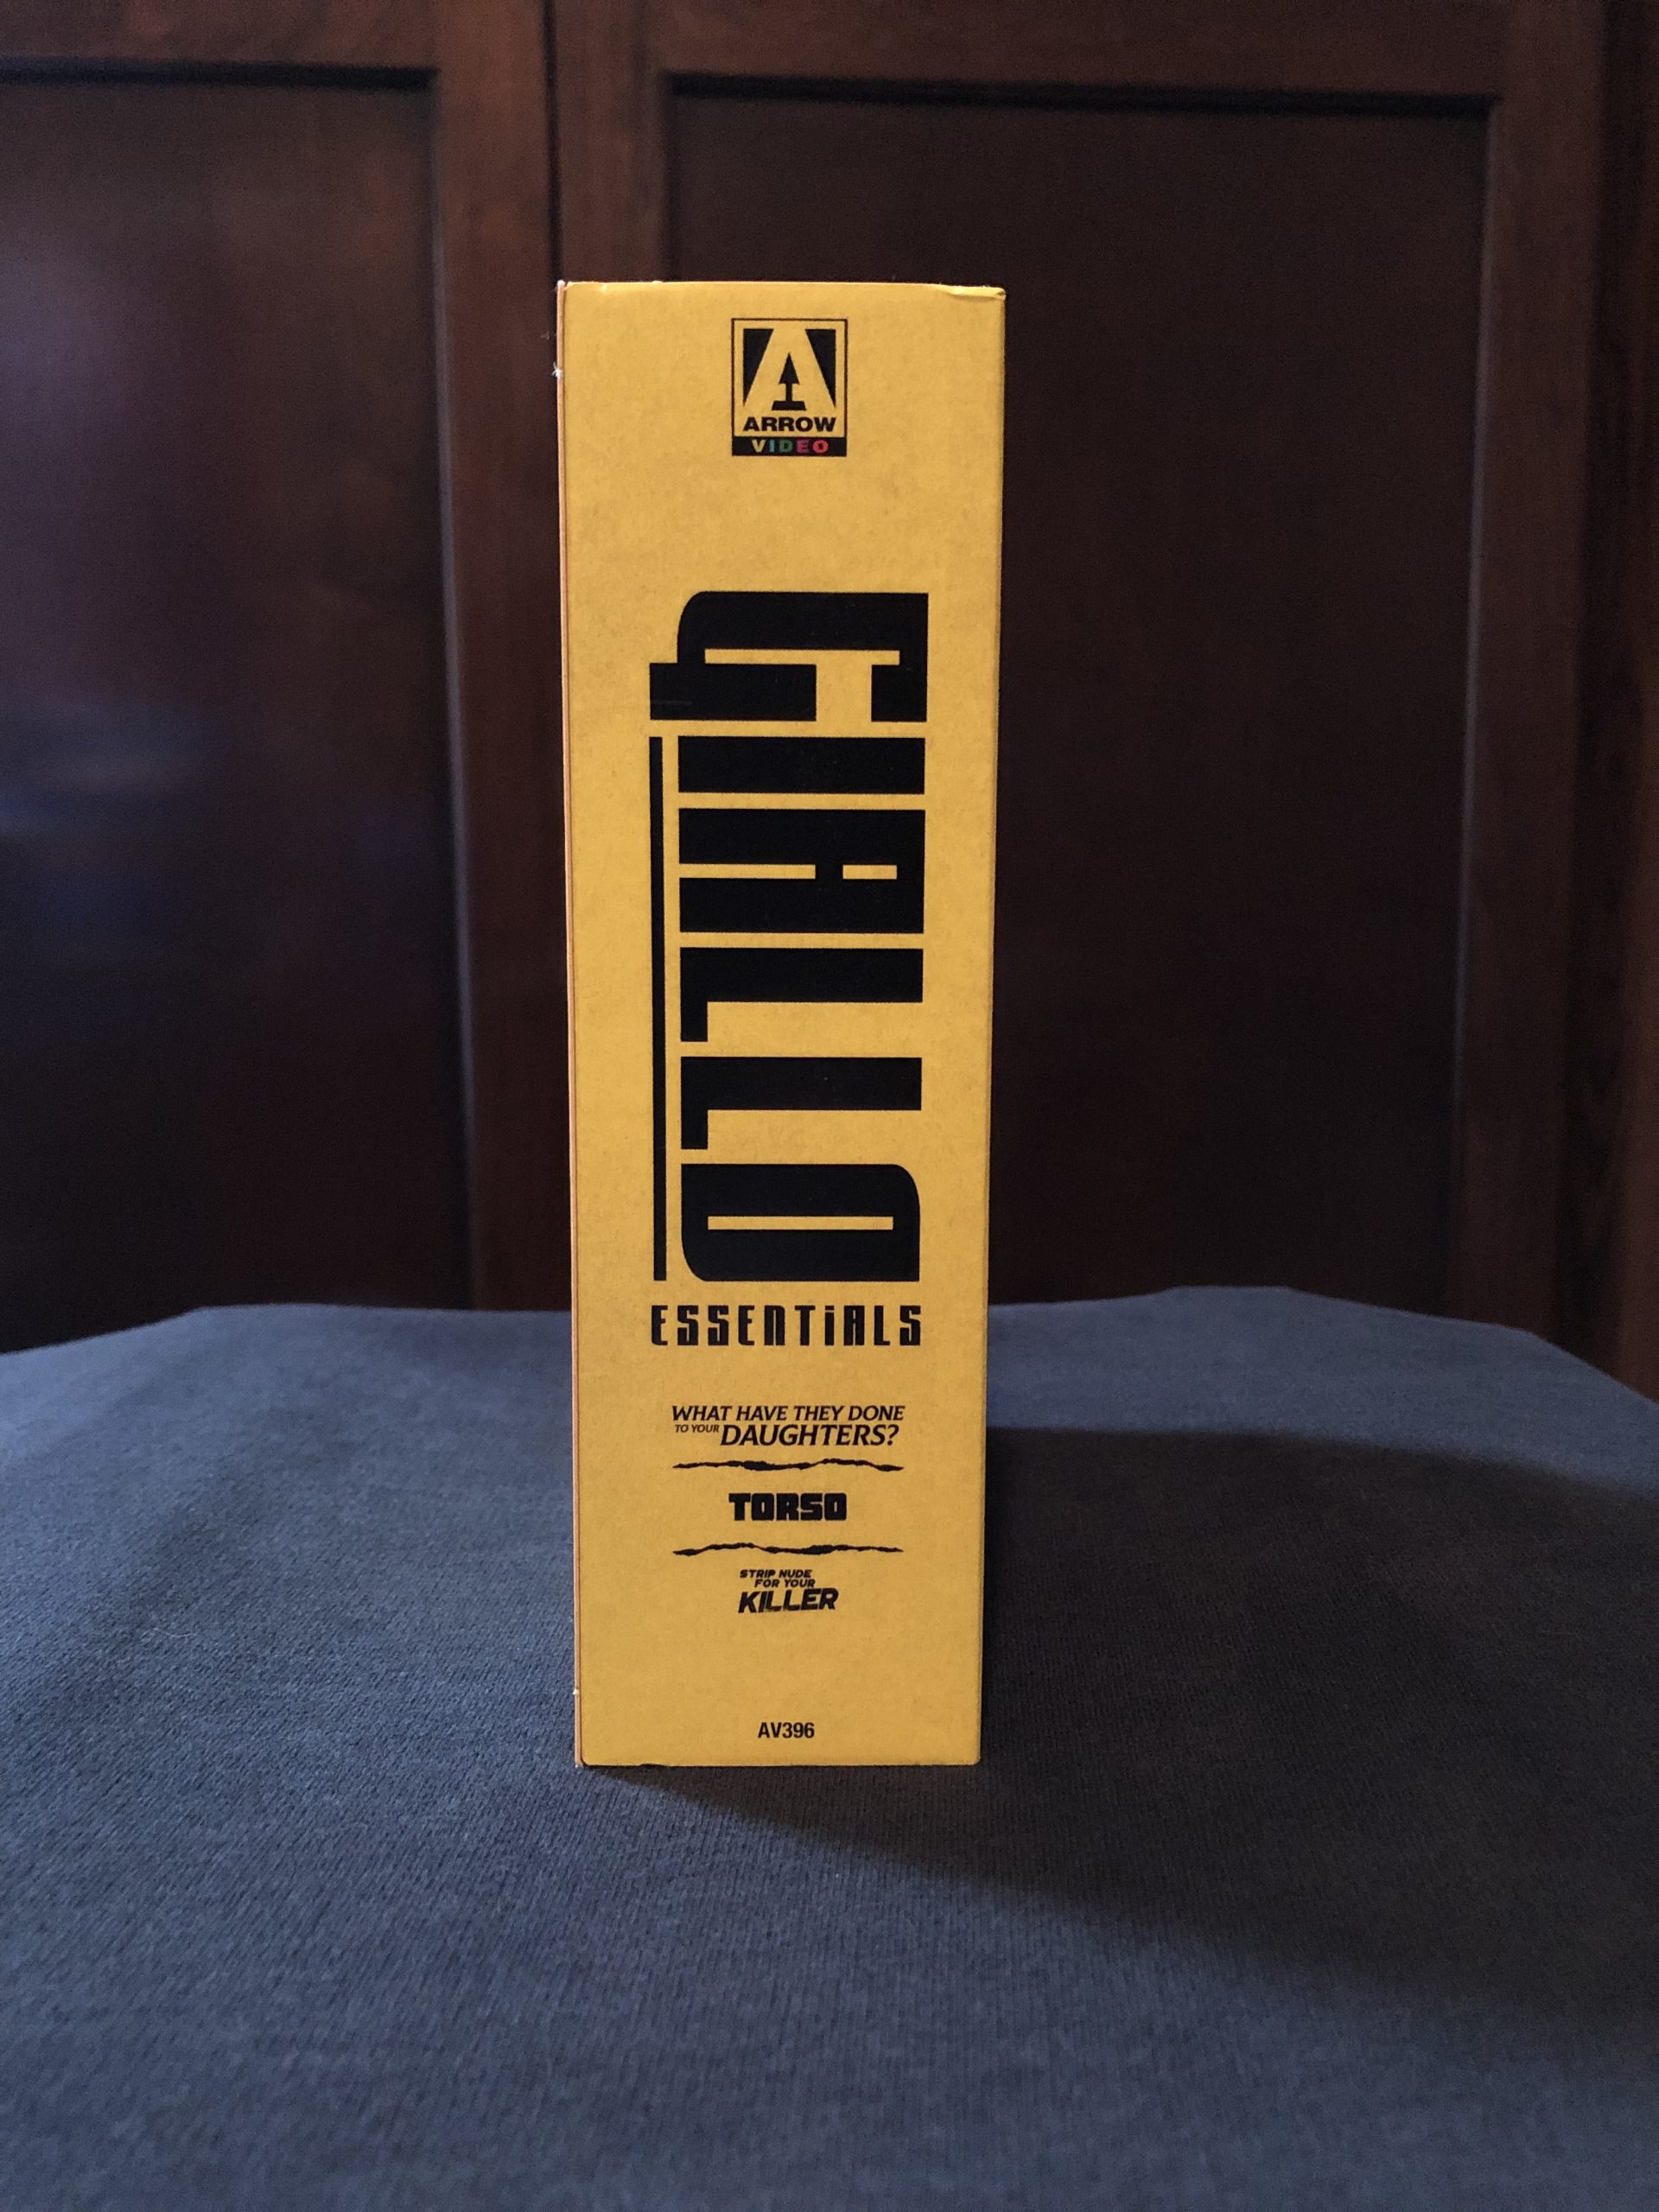 A
ARROW
VIDEO
GIALLO
ESSENTiALS
WHAT HAVE THEY DONE
TO YOUR DAUGHTERS?
TORSO
STRIP NUDE
FOR YOUR
KILLER
AV396